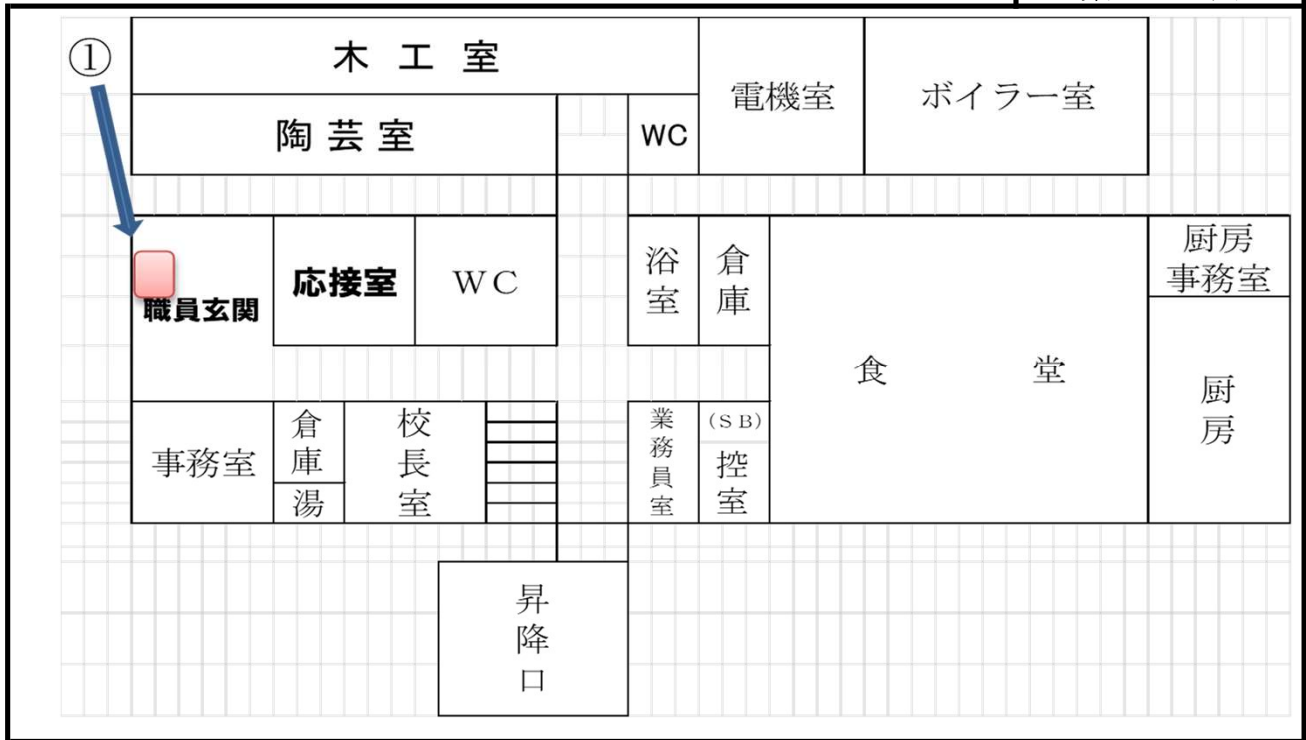 ①
木工室
電機室
ボイラー室
陶芸室
WC
職員玄関
応接室
ＷＣ
浴室
倉庫
食堂
厨房
事務室
厨房
事務室
倉庫
湯
校長室
業務員室
(ＳＢ)
控室
昇降口